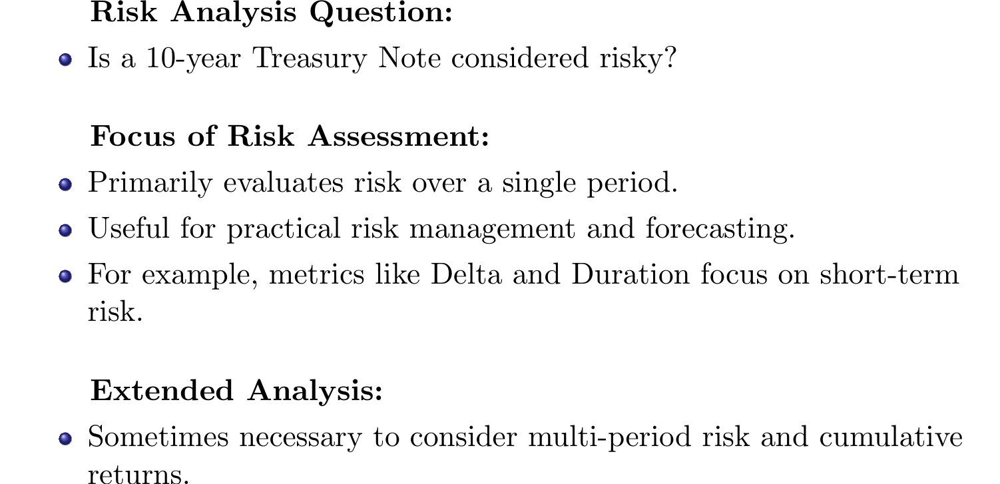 Risk Analysis Question:
Is a 10-year Treasury Note considered risky?
Focus of Risk Assessment:
Primarily evaluates risk over a single period.
Useful for practical risk management and forecasting.
For example, metrics like Delta and Duration focus on short-term
risk.
Extended Analysis:
Sometimes necessary to consider multi-period risk and cumulative
returns.